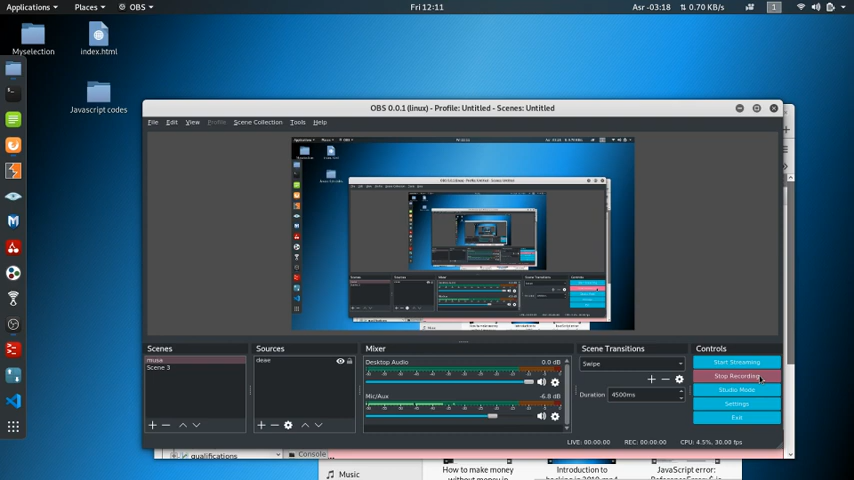 Applications
Places
OBS
Fri 12:11
Asr -03:18
0.70 KB/s
1
Myselection
index.html
Javascript codes
OBS 0.0.1 (linux) - Profile: Untitled - Scenes: Untitled
File Edit View Profile Scene Collection Tools Help
Scenes
musa
Scene 3
Sources
deae
Mixer
Desktop Audio
0.0 dB
Mic/Aux
-6.8 dB
Scene Transitions
Swipe
Duration
4500ms
Controls
Start Streaming
Stop Recording
Studio Mode
Settings
Exit
LIVE: 00:00:00
REC: 00:00:00
CPU: 4.5%, 30.00 fps
qualifications
Console
Music
How to make money
without money in
Introduction to
hacking in 2019.mp4
JavaScript error: